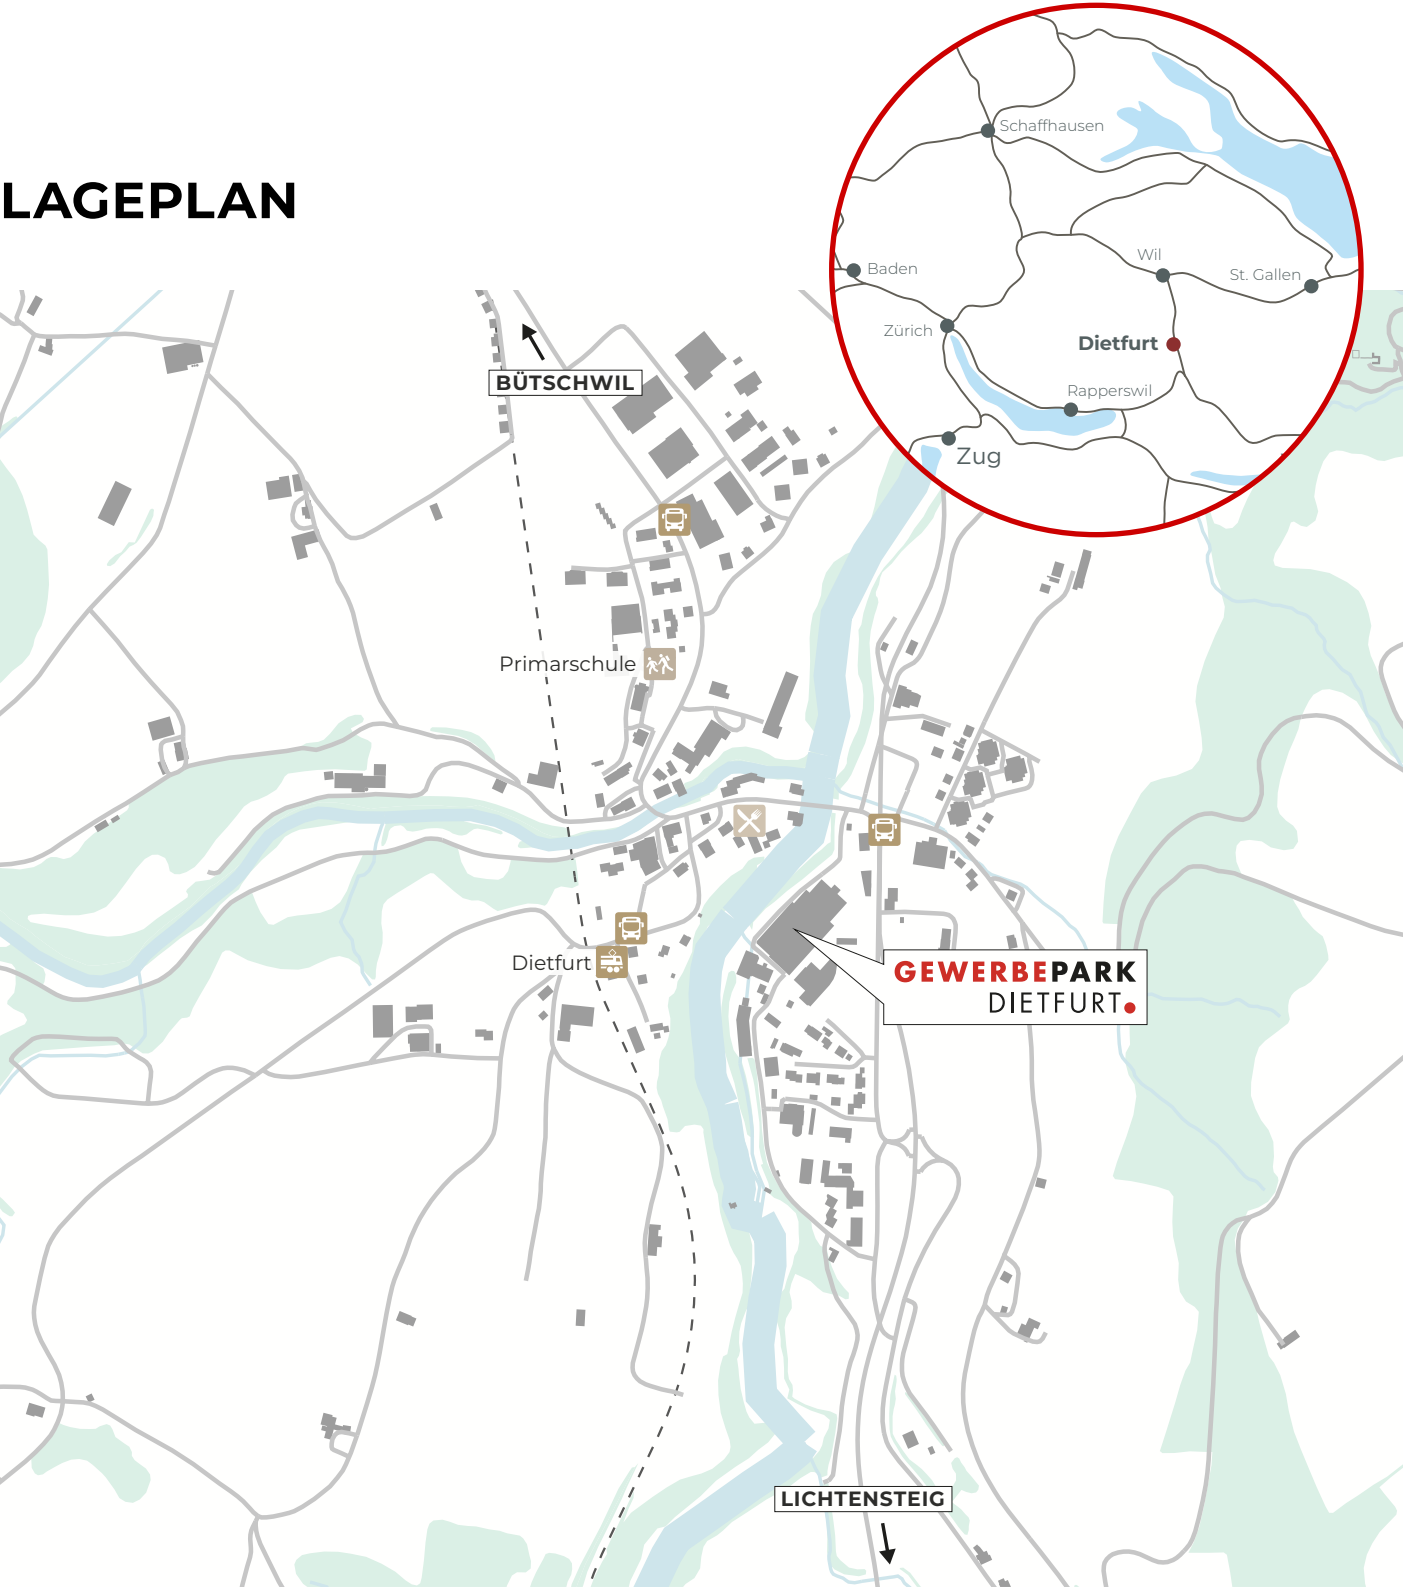 LAGEPLAN
Schaffhausen
Baden
Wil
St. Gallen
Zürich
Dietfurt
Rapperswil
Zug
BÜTSCHWIL
Primarschule
Dietfurt
GEWERBEPARK
DIETFURT
LICHTENSTEIG